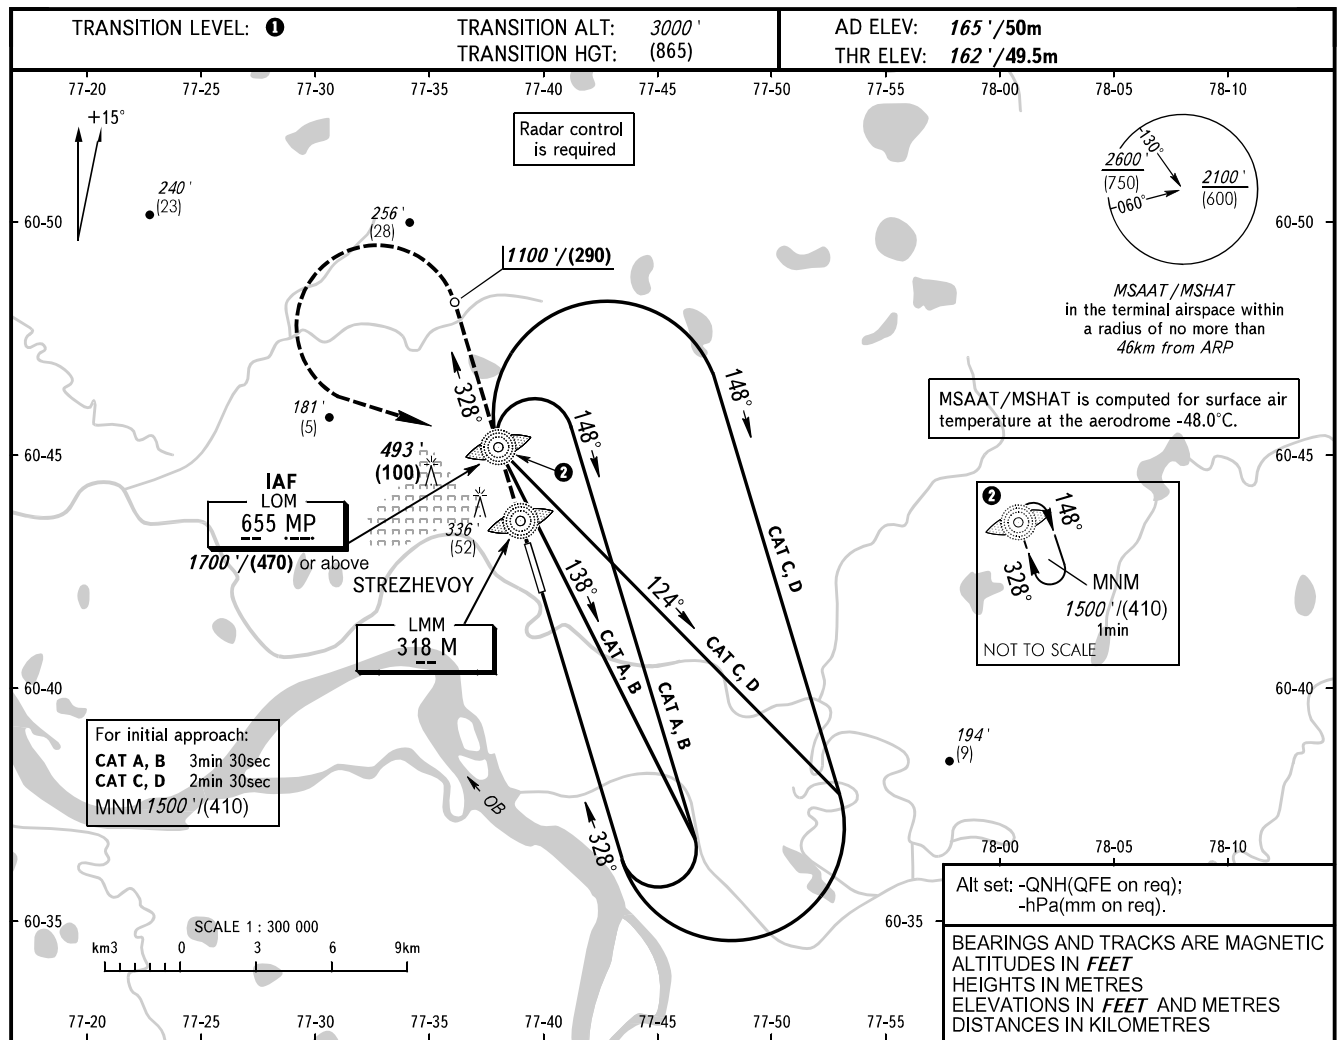 TRANSITION LEVEL: ❶
TRANSITION ALT: 3000 '
TRANSITION HGT: (865)
AD ELEV: 165 '/50m
THR ELEV: 162 '/49.5m
77-20 77-25 77-30 77-35 77-40 77-45 77-50 77-55 78-00 78-05 78-10
+15°
Radar control
is required
130°
2600 '
(750)
060°
2100 '
(600)
240 '
(23)
256 '
(28)
60-50
60-50
1100 '/(290)
MSAAT/MSHAT
in the terminal airspace within
a radius of no more than
46km from ARP
328°
148°
148°
MSAAT/MSHAT is computed for surface air
temperature at the aerodrome -48.0°C.
181 '
(5)
493 '
(100)
60-45
60-45
❷
IAF
LOM
655 MP
1700 '/(470) or above
336 '
(52)
STREZHEVOY
LMM
318 M
138°
CAT A, B
124°
CAT C, D
CAT C, D
CAT A, B
❷
148°
328°
MNM
1500 '/(410)
1min
NOT TO SCALE
60-40
60-40
For initial approach:
CAT A, B 3min 30sec
CAT C, D 2min 30sec
MNM 1500 '/(410)
OB
328°
194 '
(9)
78-00 78-05 78-10
60-35
60-35
SCALE 1 : 300 000
km3 0 3 6 9km
Alt set: -QNH(QFE on req);
-hPa(mm on req).
BEARINGS AND TRACKS ARE MAGNETIC
ALTITUDES IN FEET
HEIGHTS IN METRES
ELEVATIONS IN FEET AND METRES
DISTANCES IN KILOMETRES
77-20 77-25 77-30 77-35 77-40 77-45 77-50 77-55